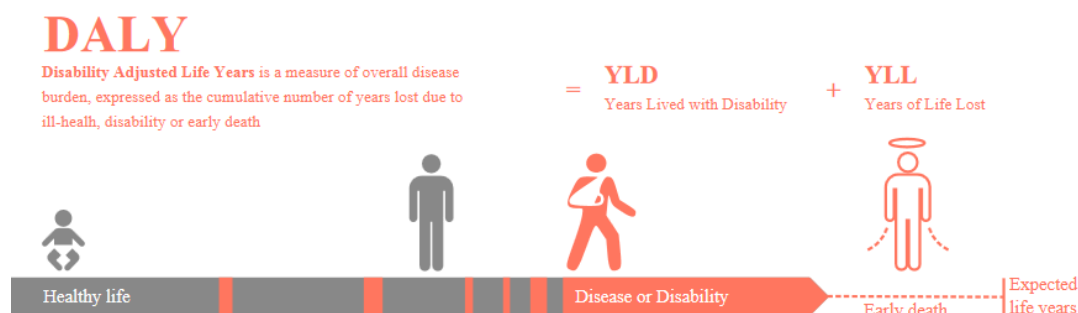 DALY
Disability Adjusted Life Years is a measure of overall disease
burden, expressed as the cumulative number of years lost due to
ill-healh, disability or early death
=
YLD
Years Lived with Disability
+
YLL
Years of Life Lost
Healthy life
Disease or Disability
Early death
Expected
life years